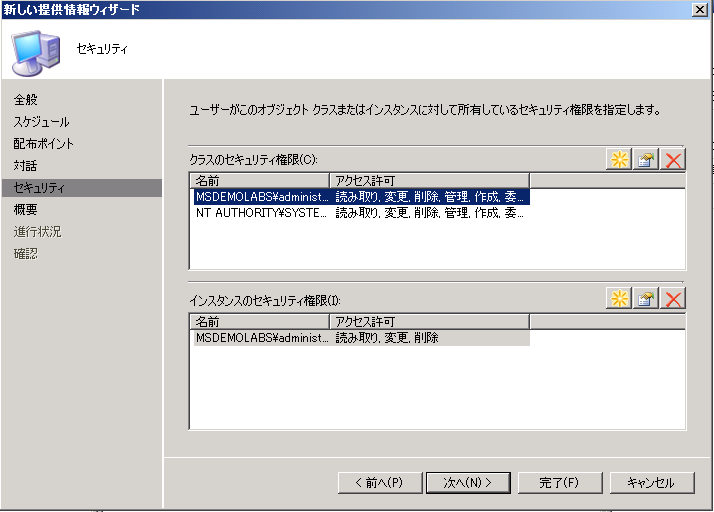 新しい提供情報ウィザード
セキュリティ
全般
スケジュール
配布ポイント
対話
セキュリティ
概要
進行状況
確認
ユーザーがこのオブジェクト クラスまたはインスタンスに対して所有しているセキュリティ権限を指定します。
クラスのセキュリティ権限(C):
名前 アクセス許可
MSDEMOLABS¥administ... 読み取り, 変更, 削除, 管理, 作成, 委...
NT AUTHORITY¥SYSTE... 読み取り, 変更, 削除, 管理, 作成, 委...
インスタンスのセキュリティ権限(I):
名前 アクセス許可
MSDEMOLABS¥administ... 読み取り, 変更, 削除
< 前へ(P) 次へ(N) > 完了(F) キャンセル